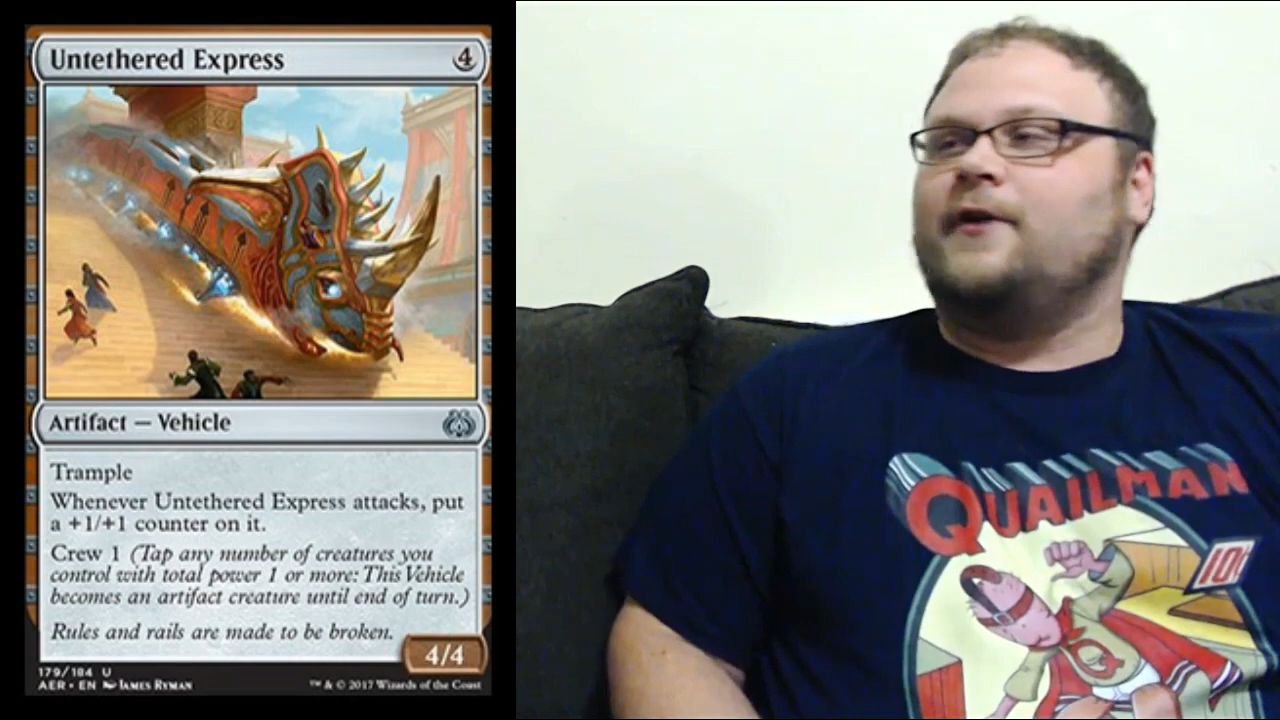 Untethered Express 4
Artifact — Vehicle
Trample
Whenever Untethered Express attacks, put
a +1/+1 counter on it.
Crew 1 (Tap any number of creatures you
control with total power 1 or more: This Vehicle
becomes an artifact creature until end of turn.)
Rules and rails are made to be broken.
4/4
179/184 U
AER • EN James Ryman
™ & © 2017 Wizards of the Coast
QUAILMAN
Q